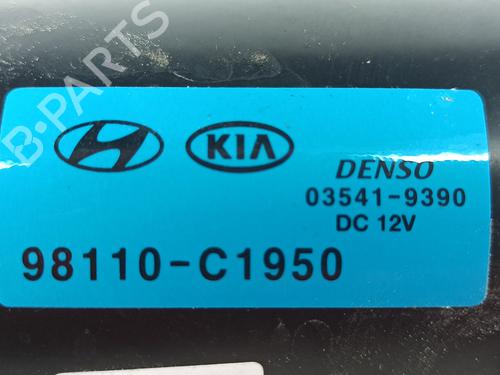 B-PARTS
KIA
DENSO
03541-9390
DC 12V
98110-C1950